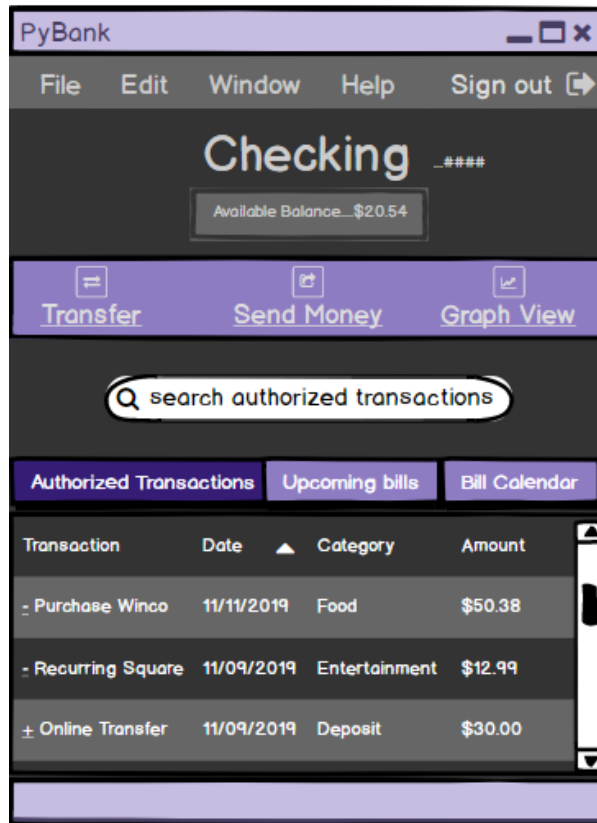 PyBank
File Edit Window Help Sign out
Checking ...####
Available Balance....$20.54
Transfer Send Money Graph View
search authorized transactions
Authorized Transactions Upcoming bills Bill Calendar
Transaction Date Category Amount
- Purchase Winco 11/11/2019 Food $50.38
- Recurring Square 11/09/2019 Entertainment $12.99
+ Online Transfer 11/09/2019 Deposit $30.00